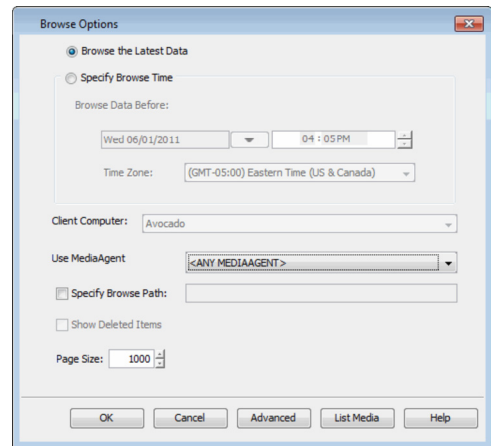 Browse Options
Browse the Latest Data
Specify Browse Time
Browse Data Before:
Wed 06/01/2011 04 : 05 PM
Time Zone: (GMT-05:00) Eastern Time (US & Canada)
Client Computer: Avocado
Use MediaAgent <ANY MEDIAAGENT>
Specify Browse Path:
Show Deleted Items
Page Size: 1000
OK Cancel Advanced List Media Help